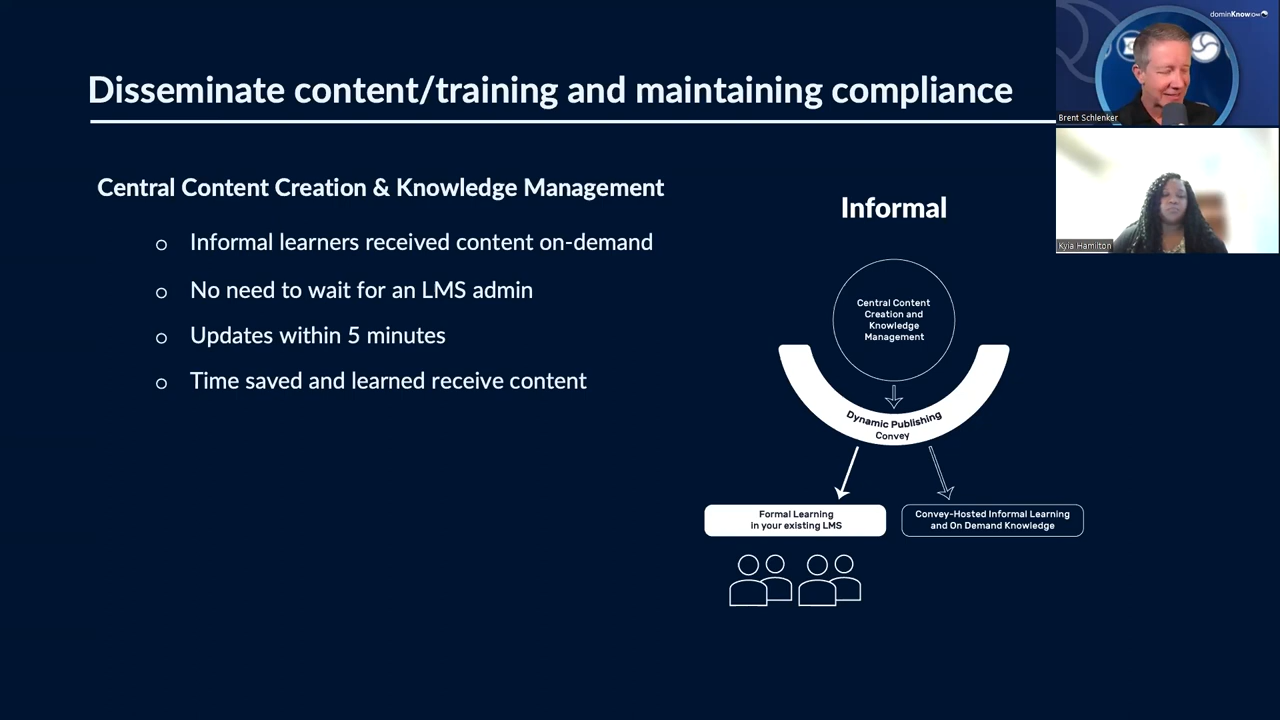 Disseminate content/training and maintaining compliance
Central Content Creation & Knowledge Management
Informal learners received content on-demand
No need to wait for an LMS admin
Updates within 5 minutes
Time saved and learned receive content
Informal
Central Content
Creation and
Knowledge
Management
Dynamic Publishing
Convey
Formal Learning
in your existing LMS
Convey-Hosted Informal Learning
and On Demand Knowledge
dominKnow
Brent Schlenker
Kyia Hamilton